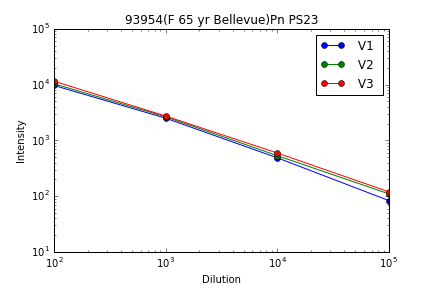 93954(F 65 yr Bellevue)Pn PS23
V1
V2
V3
Intensity
10^5
10^4
10^3
10^2
10^1
10^2 10^3 10^4 10^5
Dilution